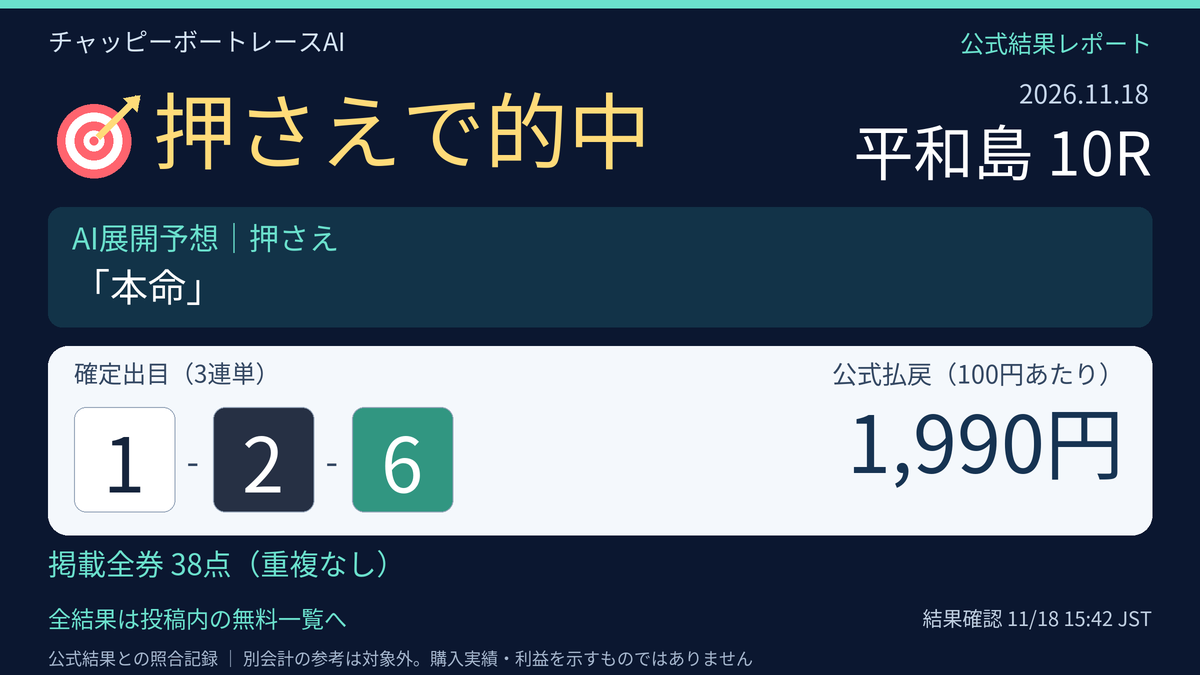 チャッピーボートレースAI
公式結果レポート
2026.11.18
押さえで的中
平和島 10R
AI展開予想｜押さえ
「本命」
確定出目（3連単）
公式払戻（100円あたり）
1 - 2 - 6
1,990円
掲載全券 38点（重複なし）
全結果は投稿内の無料一覧へ
結果確認 11/18 15:42 JST
公式結果との照合記録｜別会計の参考は対象外。購入実績・利益を示すものではありません